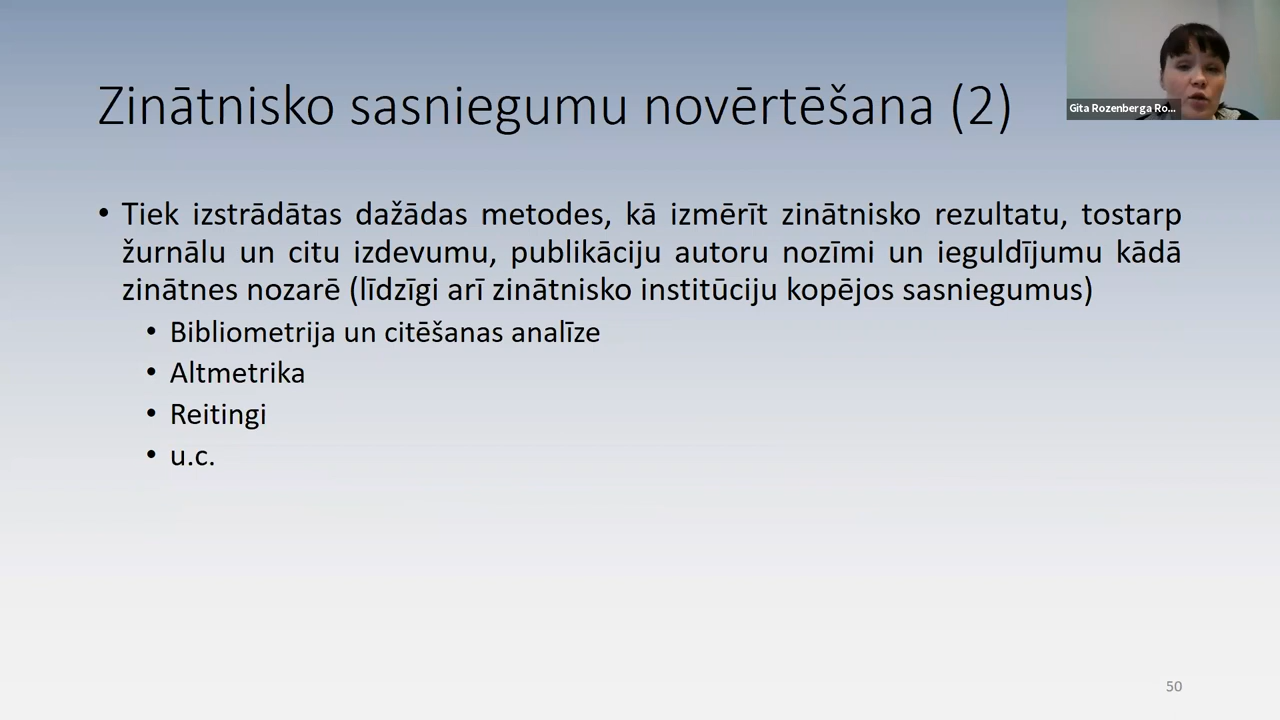 Zinātnisko sasniegumu novērtēšana (2)
Gita Rozenberga Ro...
• Tiek izstrādātas dažādas metodes, kā izmērīt zinātnisko rezultatu, tostarp
žurnālu un citu izdevumu, publikāciju autoru nozīmi un ieguldījumu kādā
zinātnes nozarē (līdzīgi arī zinātnisko institūciju kopējos sasniegumus)
• Bibliometrija un citēšanas analīze
• Altmetrika
• Reitingi
• u.c.
50